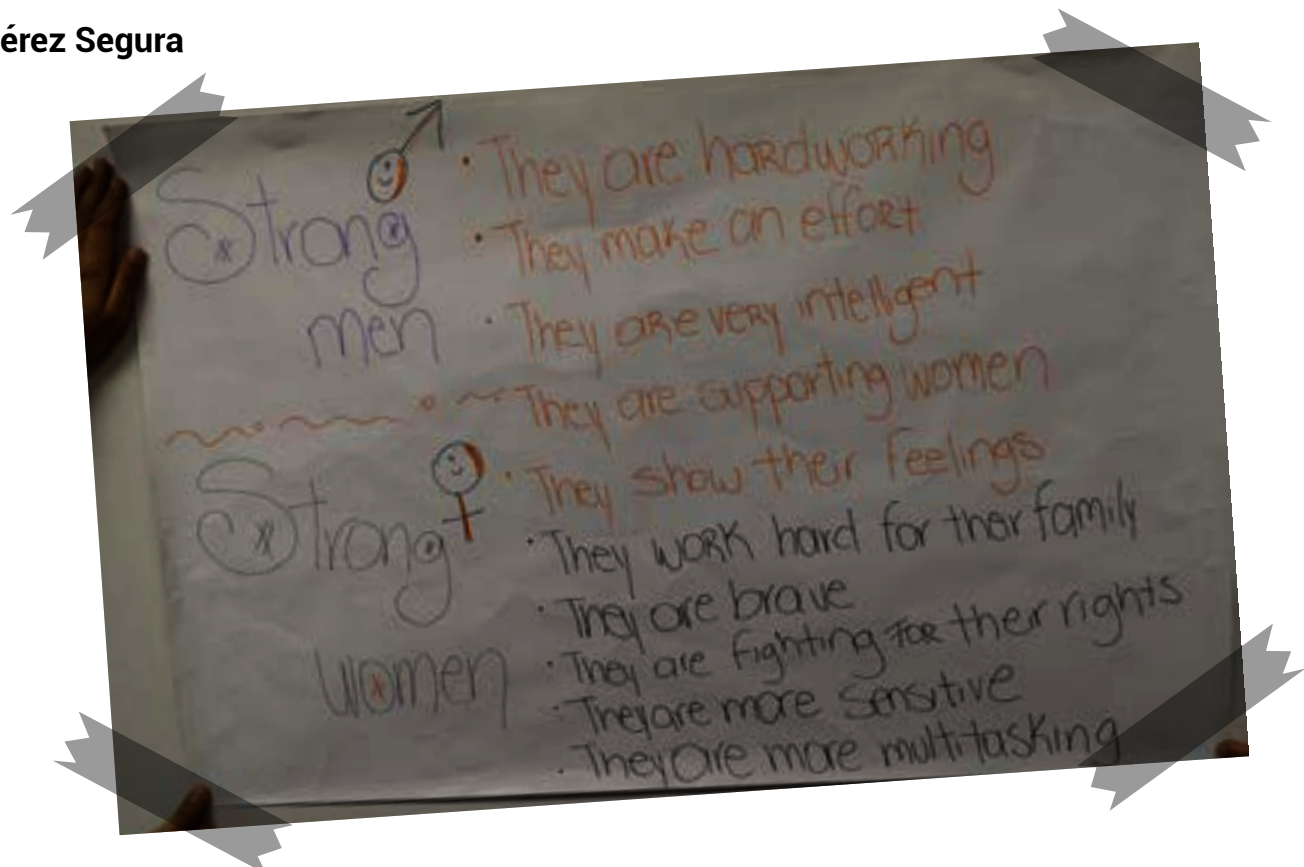 érez Segura
Strong
men
• They are hardworking
• They make an effort
• They are very intelligent
They are supporting women
• They show their feelings
Strong
women
• They work hard for ther family
• They are brave
• They are fighting for their rights
• They are more sensitive
• They are more multitasking